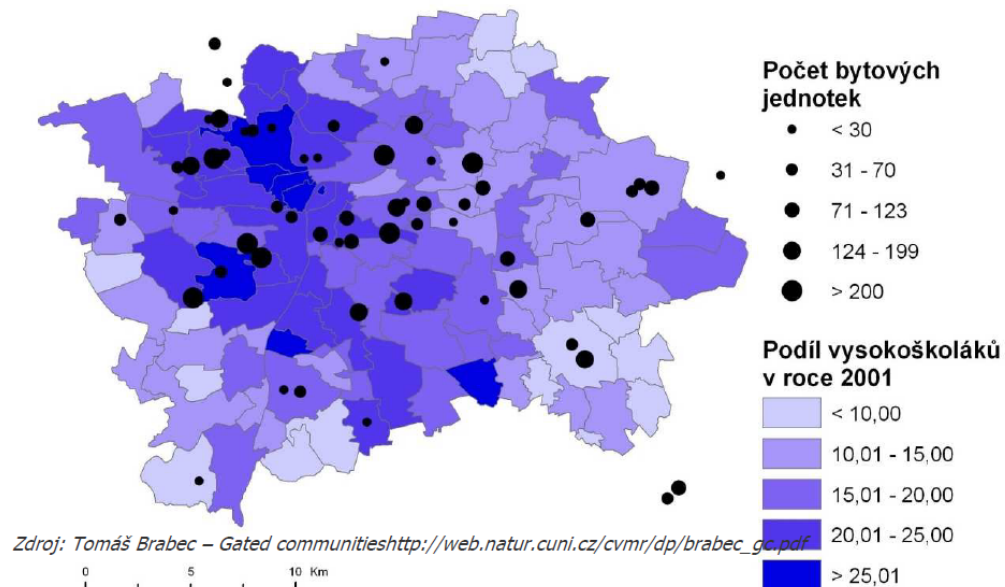 Počet bytových
jednotek
< 30
31 - 70
71 - 123
124 - 199
> 200
Podíl vysokoškoláků
v roce 2001
< 10,00
10,01 - 15,00
15,01 - 20,00
20,01 - 25,00
> 25,01
Zdroj: Tomáš Brabec – Gated communitieshttp://web.natur.cuni.cz/cvmr/dp/brabec_gc.pdf
0 5 10 Km